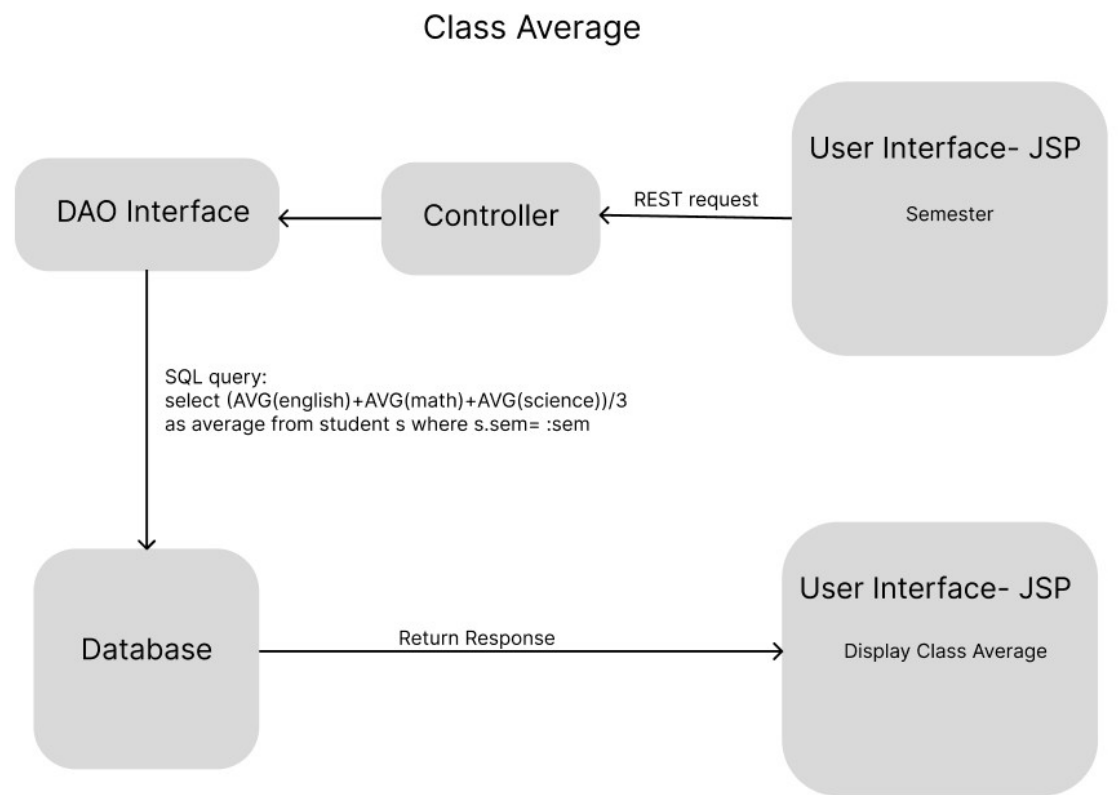 Class Average
User Interface- JSP
Semester
REST request
Controller
DAO Interface
SQL query:
select (AVG(english)+AVG(math)+AVG(science))/3
as average from student s where s.sem= :sem
Database
Return Response
User Interface- JSP
Display Class Average